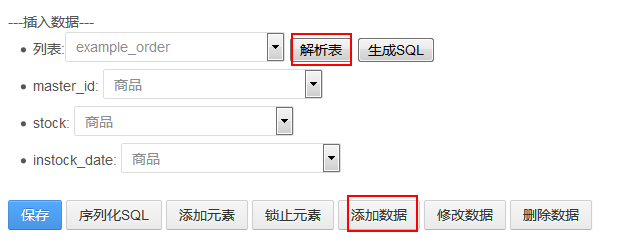 ---插入数据---
列表: example_order 解析表 生成SQL
master_id: 商品
stock: 商品
instock_date: 商品
保存 序列化SQL 添加元素 锁止元素 添加数据 修改数据 删除数据